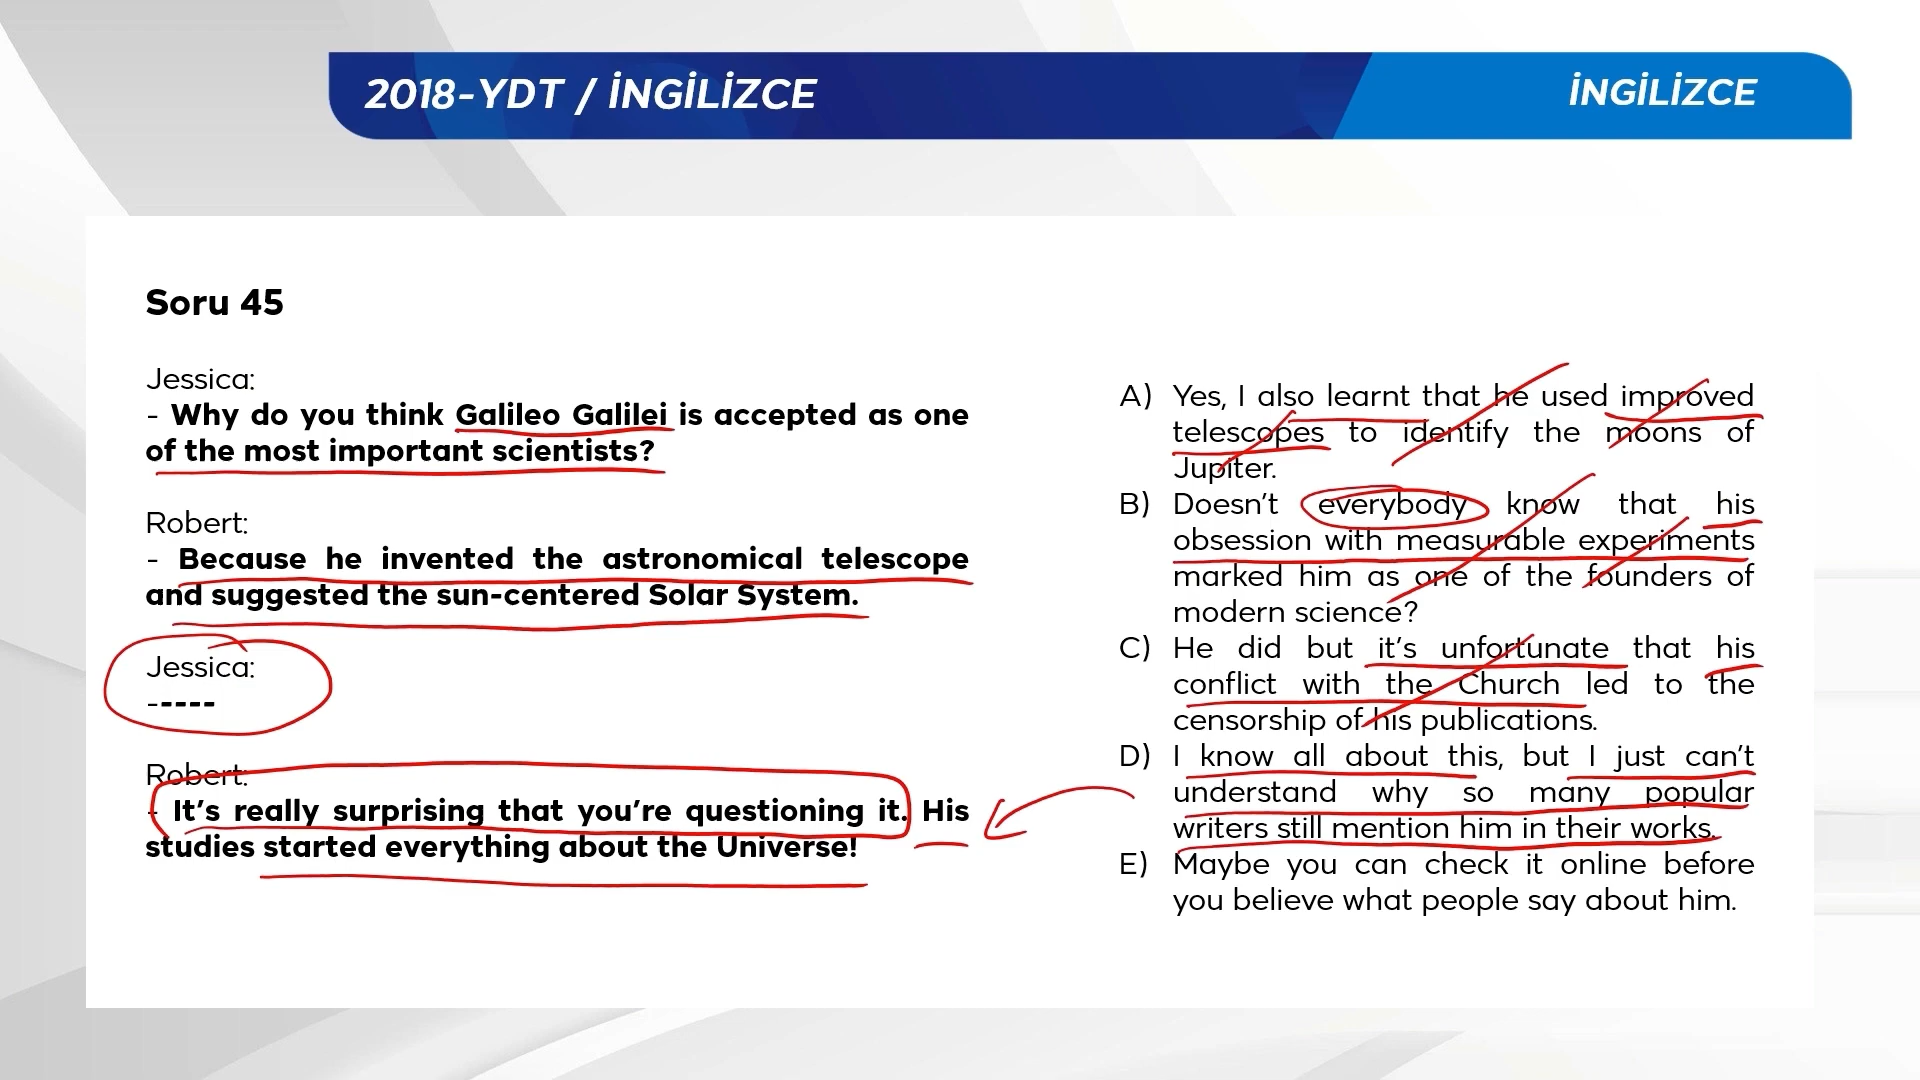 2018-YDT / İNGİLİZCE
İNGİLİZCE
Soru 45
Jessica:
- Why do you think Galileo Galilei is accepted as one
of the most important scientists?
Robert:
- Because he invented the astronomical telescope
and suggested the sun-centered Solar System.
Jessica:
-----
Robert:
- It's really surprising that you're questioning it. His
studies started everything about the Universe!
A) Yes, I also learnt that he used improved
telescopes to identify the moons of
Jupiter.
B) Doesn't everybody know that his
obsession with measurable experiments
marked him as one of the founders of
modern science?
C) He did but it's unfortunate that his
conflict with the Church led to the
censorship of his publications.
D) I know all about this, but I just can't
understand why so many popular
writers still mention him in their works.
E) Maybe you can check it online before
you believe what people say about him.